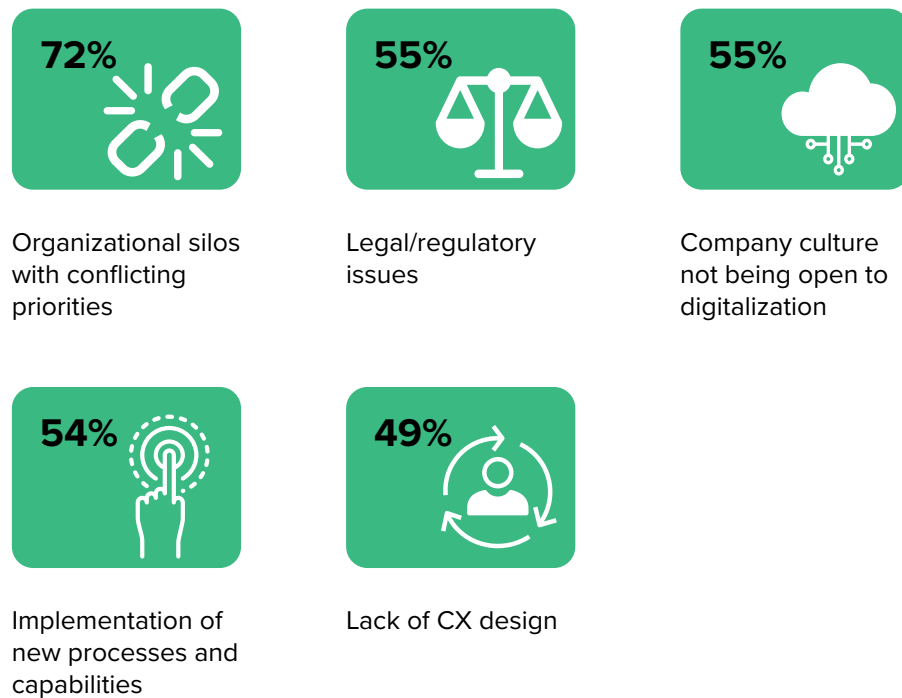 72%
Organizational silos
with conflicting
priorities
55%
Legal/regulatory
issues
55%
Company culture
not being open to
digitalization
54%
Implementation of
new processes and
capabilities
49%
Lack of CX design